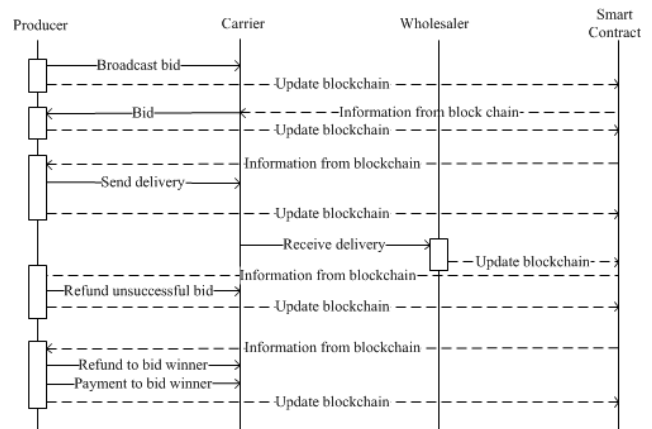 Producer
Carrier
Wholesaler
Smart
Contract
Broadcast bid
Update blockchain
Bid
Information from block chain
Update blockchain
Information from blockchain
Send delivery
Update blockchain
Receive delivery
Update blockchain
Information from blockchain
Refund unsuccessful bid
Update blockchain
Information from blockchain
Refund to bid winner
Payment to bid winner
Update blockchain